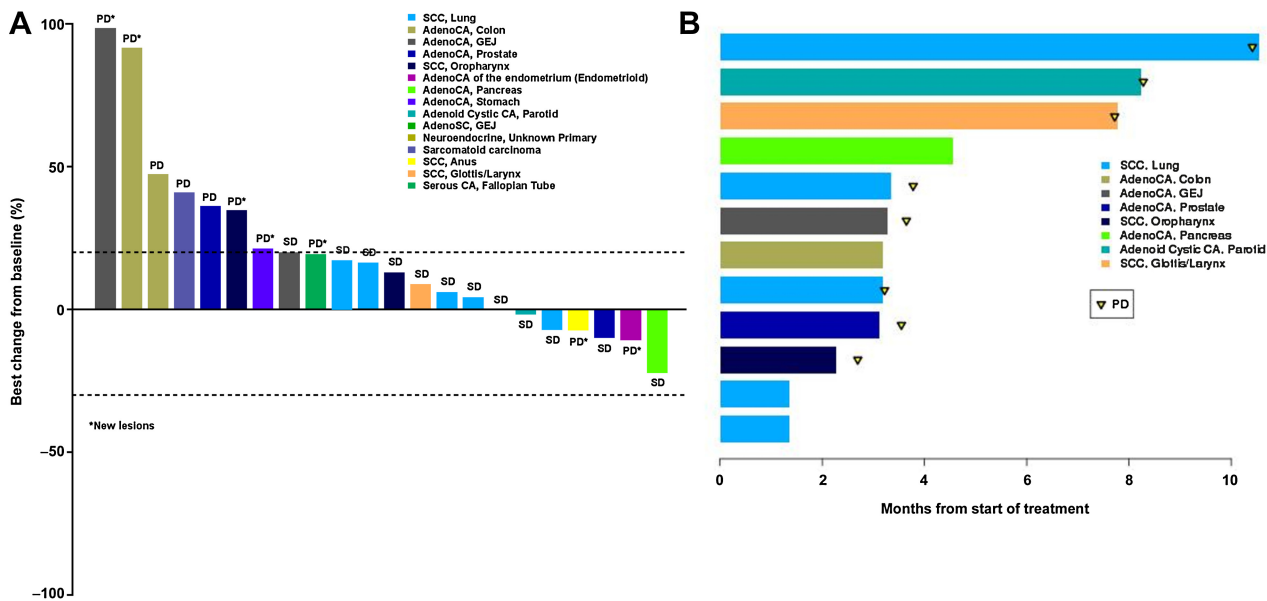 A
Best change from baseline (%)
100
50
0
−50
−100
PD*
PD*
PD
PD
PD
PD*
PD*
SD
PD*
SD
SD
SD
SD
SD
SD
SD
SD
SD
PD*
SD
PD*
SD
*New lesions
SCC, Lung
AdenoCA, Colon
AdenoCA, GEJ
AdenoCA, Prostate
SCC, Oropharynx
AdenoCA of the endometrium (Endometrioid)
AdenoCA, Pancreas
AdenoCA, Stomach
Adenoid Cystic CA, Parotid
AdenoSC, GEJ
Neuroendocrine, Unknown Primary
Sarcomatoid carcinoma
SCC, Anus
SCC, Glottis/Larynx
Serous CA, Fallopian Tube
B
SCC, Lung
AdenoCA, Colon
AdenoCA, GEJ
AdenoCA, Prostate
SCC, Oropharynx
AdenoCA, Pancreas
Adenoid Cystic CA, Parotid
SCC, Glottis/Larynx
PD
0 2 4 6 8 10
Months from start of treatment